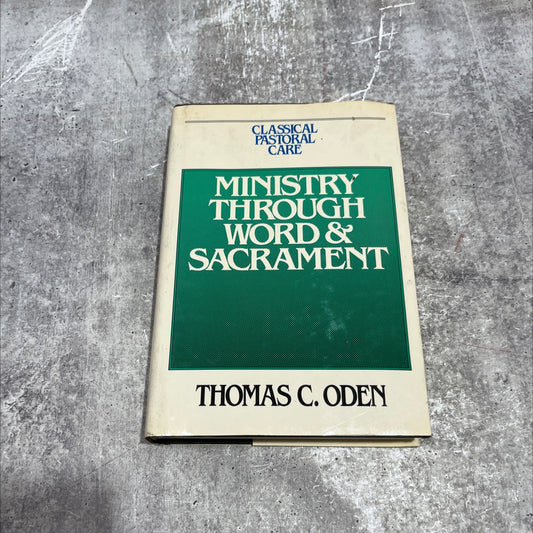 CLASSICAL
PASTORAL
CARE
MINISTRY
THROUGH
WORD &
SACRAMENT
THOMAS C. ODEN